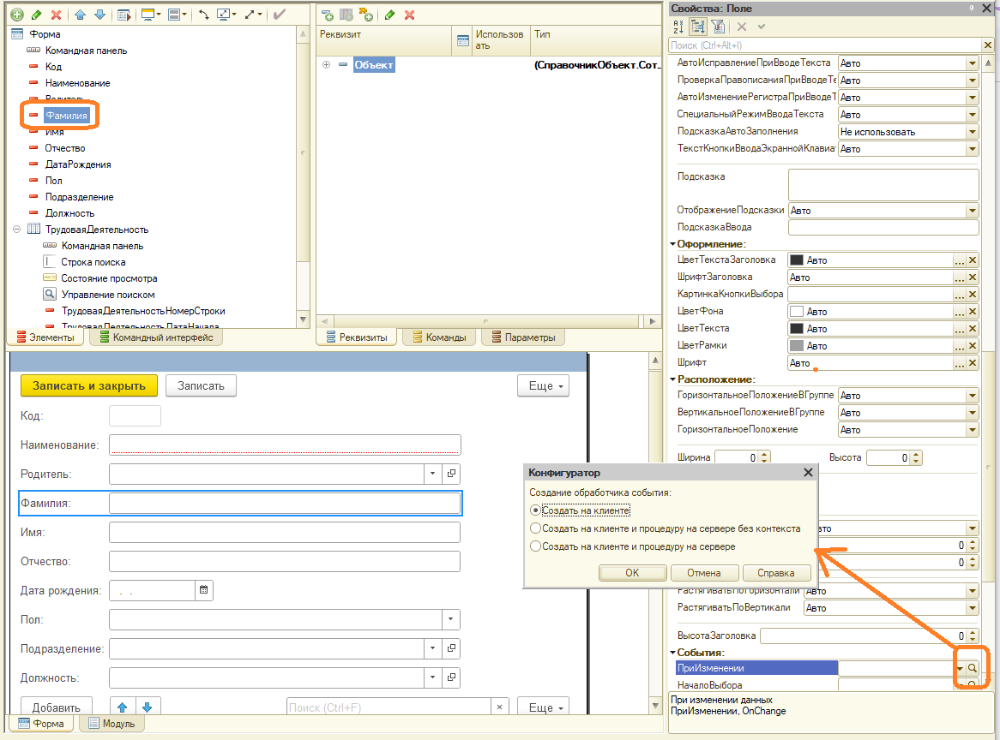 Форма
Командная панель
Код
Наименование
Родитель
Фамилия
Имя
Отчество
ДатаРождения
Пол
Подразделение
Должность
ТрудоваяДеятельность
Командная панель
Строка поиска
Состояние просмотра
Управление поиском
ТрудоваяДеятельностьНомерСтроки
ТрудоваяДеятельностьДатаНачала
Элементы
Командный интерфейс
Реквизит
Использов
ать
Тип
Объект
(СправочникОбъект.Сот...
Реквизиты
Команды
Параметры
Записать и закрыть
Записать
Еще
Код:
Наименование:
Родитель:
Фамилия:
Имя:
Отчество:
Дата рождения:
. .
Пол:
Подразделение:
Должность:
Добавить
Поиск (Ctrl+F)
×
Еще
Форма
Модуль
Конфигуратор
Создание обработчика события:
Создать на клиенте
Создать на клиенте и процедуру на сервере без контекста
Создать на клиенте и процедуру на сервере
OK
Отмена
Справка
Свойства: Поле
Поиск (Ctrl+Alt+I)
АвтоИсправлениеПриВводеТекста Авто
ПроверкаПравописанияПриВводеТе Авто
АвтоИзменениеРегистраПриВводеТ Авто
СпециальныйРежимВводаТекста Авто
ПодсказкаАвтоЗаполнения Не использовать
ТекстКнопкиВводаЭкраннойКлавиат Авто
Подсказка
ОтображениеПодсказки Авто
ПодсказкаВвода
Оформление:
ЦветТекстаЗаголовка Авто ...
ШрифтЗаголовка Авто ...
КартинкаКнопкиВыбора ...
ЦветФона Авто ...
ЦветТекста Авто ...
ЦветРамки Авто ...
Шрифт Авто ...
Расположение:
ГоризонтальноеПоложениеВГруппе Авто
ВертикальноеПоложениеВГруппе Авто
ГоризонтальноеПоложение Авто
Ширина 0 Высота 0
вто
0
0
РастягиватьПоГоризонтали Авто
РастягиватьПоВертикали Авто
ВысотаЗаголовка 0
События:
ПриИзменении
НачалоВыбора
При изменении данных
ПриИзменении, OnChange